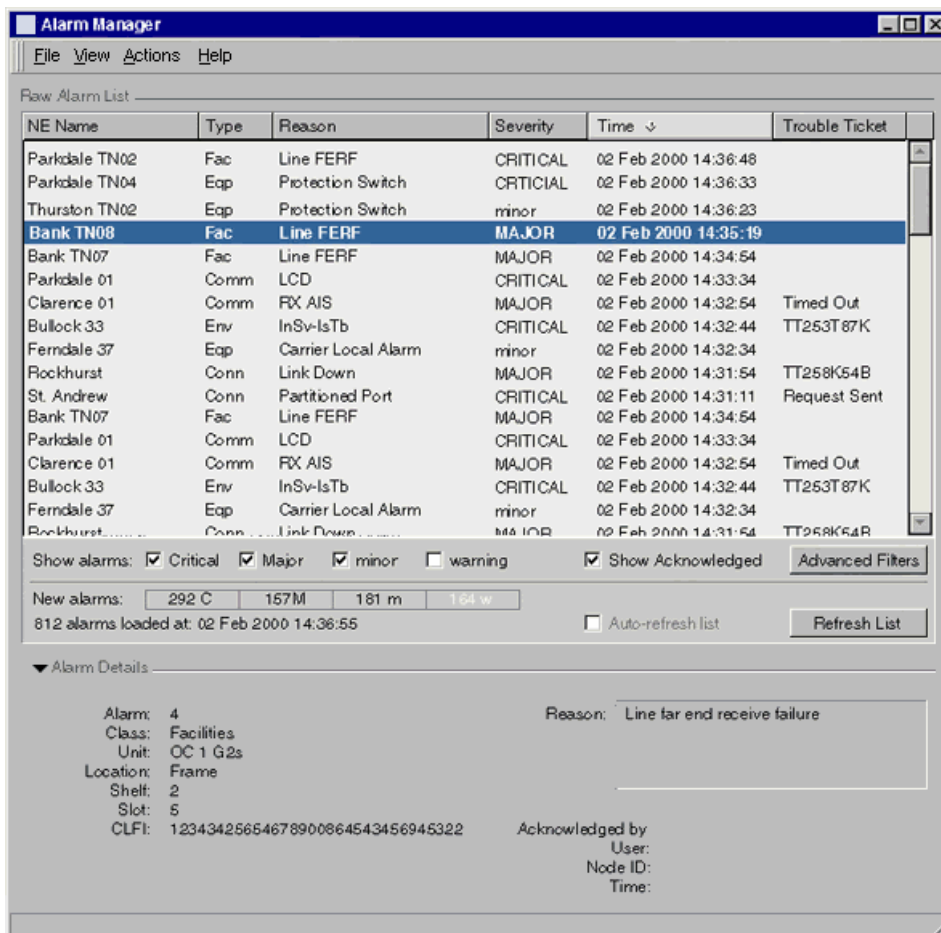 Alarm Manager
File View Actions Help
Raw Alarm List
NE Name Type Reason Severity Time Trouble Ticket
Parkdale TN02 Fac Line FERF CRITICAL 02 Feb 2000 14:36:48
Parkdale TN04 Eqp Protection Switch CRTICIAL 02 Feb 2000 14:36:33
Thurston TN02 Eqp Protection Switch minor 02 Feb 2000 14:36:23
Bank TN08 Fac Line FERF MAJOR 02 Feb 2000 14:35:19
Bank TN07 Fac Line FERF MAJOR 02 Feb 2000 14:34:54
Parkdale 01 Comm LCD CRITICAL 02 Feb 2000 14:33:34
Clarence 01 Comm RX AIS MAJOR 02 Feb 2000 14:32:54 Timed Out
Bullock 33 Env InSv-IsTb CRITICAL 02 Feb 2000 14:32:44 TT253T87K
Ferndale 37 Eqp Carrier Local Alarm minor 02 Feb 2000 14:32:34
Rockhurst Conn Link Down MAJOR 02 Feb 2000 14:31:54 TT258K54B
St. Andrew Conn Partitioned Port CRITICAL 02 Feb 2000 14:31:11 Request Sent
Bank TN07 Fac Line FERF MAJOR 02 Feb 2000 14:34:54
Parkdale 01 Comm LCD CRITICAL 02 Feb 2000 14:33:34
Clarence 01 Comm RX AIS MAJOR 02 Feb 2000 14:32:54 Timed Out
Bullock 33 Env InSv-IsTb CRITICAL 02 Feb 2000 14:32:44 TT253T87K
Ferndale 37 Eqp Carrier Local Alarm minor 02 Feb 2000 14:32:34
Rockhurst Conn Link Down MAJOR 02 Feb 2000 14:31:54 TT258K54B
Show alarms: Critical Major minor warning Show Acknowledged Advanced Filters
New alarms: 292 C 157M 181 m 164 w
812 alarms loaded at: 02 Feb 2000 14:36:55 Auto-refresh list Refresh List
Alarm Details
Alarm: 4 Reason: Line far end receive failure
Class: Facilities
Unit: OC 1 G2s
Location: Frame
Shelf: 2
Slot: 5
CLFI: 12343425654678900864543456945322 Acknowledged by
User:
Node ID:
Time: